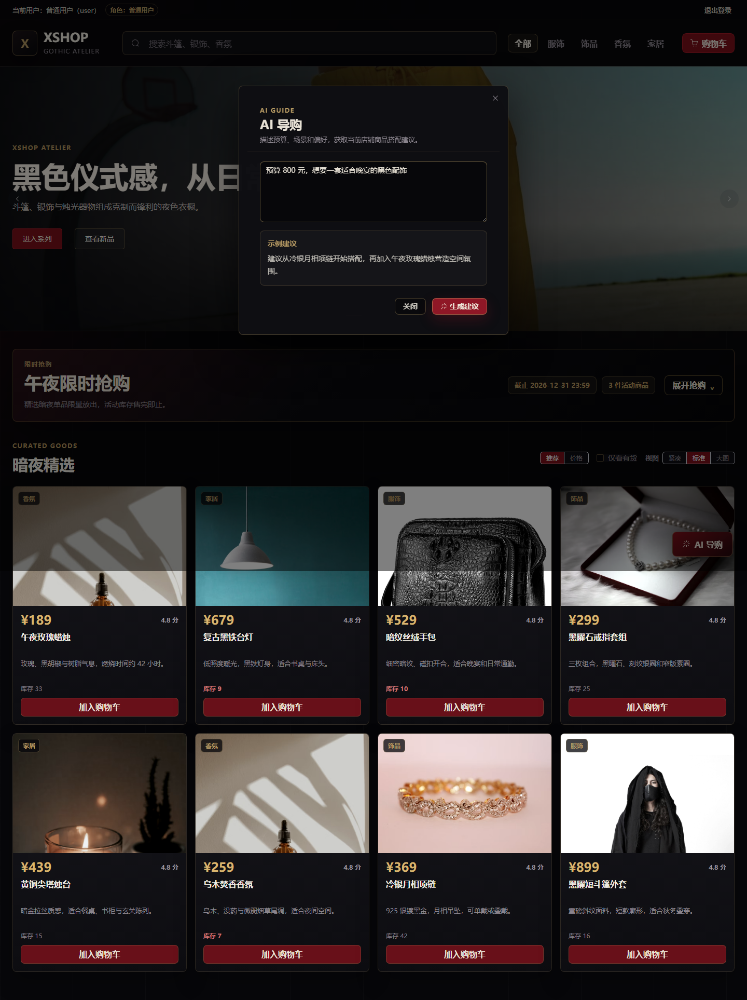 当前用户：普通用户（user）
角色：普通用户
退出登录
X
XSHOP
GOTHIC ATELIER
搜索斗篷、银饰、香氛
全部
服饰
饰品
香氛
家居
购物车
AI GUIDE
AI 导购
描述预算、场景和偏好，获取当前店铺商品搭配建议。
预算 800 元，想要一套适合晚宴的黑色配饰
示例建议
建议从冷银月相项链开始搭配，再加入午夜玫瑰蜡烛营造空间氛
围。
关闭
生成建议
XSHOP ATELIER
黑色仪式感，从日
斗篷、银饰与烛光器物组成克制而锋利的夜色衣橱。
进入系列
查看新品
限时抢购
午夜限时抢购
精选暗夜单品限量放出，活动库存售完即止。
截止 2026-12-31 23:59
3 件活动商品
展开抢购
CURATED GOODS
暗夜精选
推荐
价格
仅看有货
视图
紧凑
标准
大图
香氛
家居
服饰
饰品
AI 导购
¥189
4.8 分
午夜玫瑰蜡烛
玫瑰、黑胡椒与树脂气息，燃烧时间约 42 小时。
库存 33
加入购物车
¥679
4.8 分
复古黑铁台灯
低照度暖光，黑铁灯身，适合书桌与床头。
库存 9
加入购物车
¥529
4.8 分
暗纹丝绒手包
细密暗纹、磁扣开合，适合晚宴和日常通勤。
库存 10
加入购物车
¥299
4.8 分
黑曜石戒指套组
三枚组合，黑曜石、刻纹银圈和窄版素圈。
库存 25
加入购物车
家居
香氛
饰品
服饰
¥439
4.8 分
黄铜尖塔烛台
暗金拉丝质感，适合餐桌、书柜与玄关陈列。
库存 15
加入购物车
¥259
4.8 分
乌木焚香香氛
乌木、没药与微弱烟草尾调，适合夜间空间。
库存 7
加入购物车
¥369
4.8 分
冷银月相项链
925 银镀黑金，月相吊坠，可单戴或叠戴。
库存 42
加入购物车
¥899
4.8 分
黑曜短斗篷外套
重磅斜纹面料，短款廓形，适合秋冬叠穿。
库存 16
加入购物车